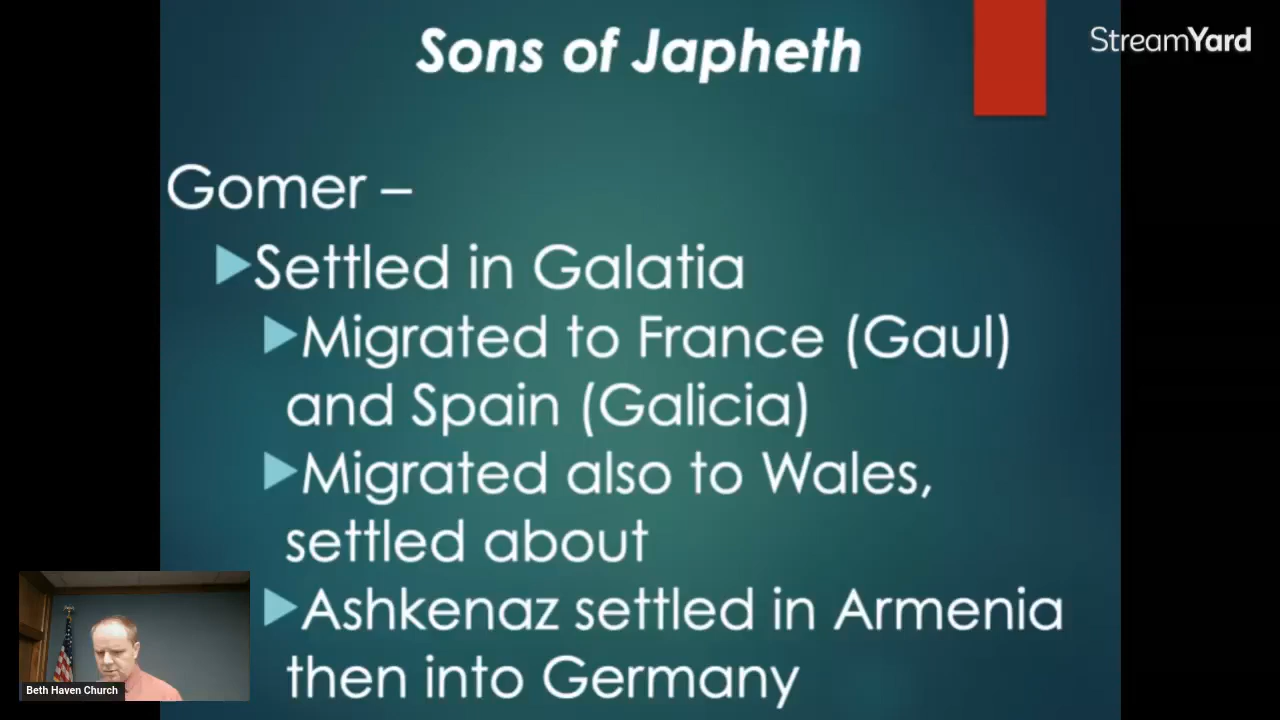 Sons of Japheth
StreamYard
Gomer –
Settled in Galatia
Migrated to France (Gaul)
and Spain (Galicia)
Migrated also to Wales,
settled about
Ashkenaz settled in Armenia
then into Germany
Beth Haven Church